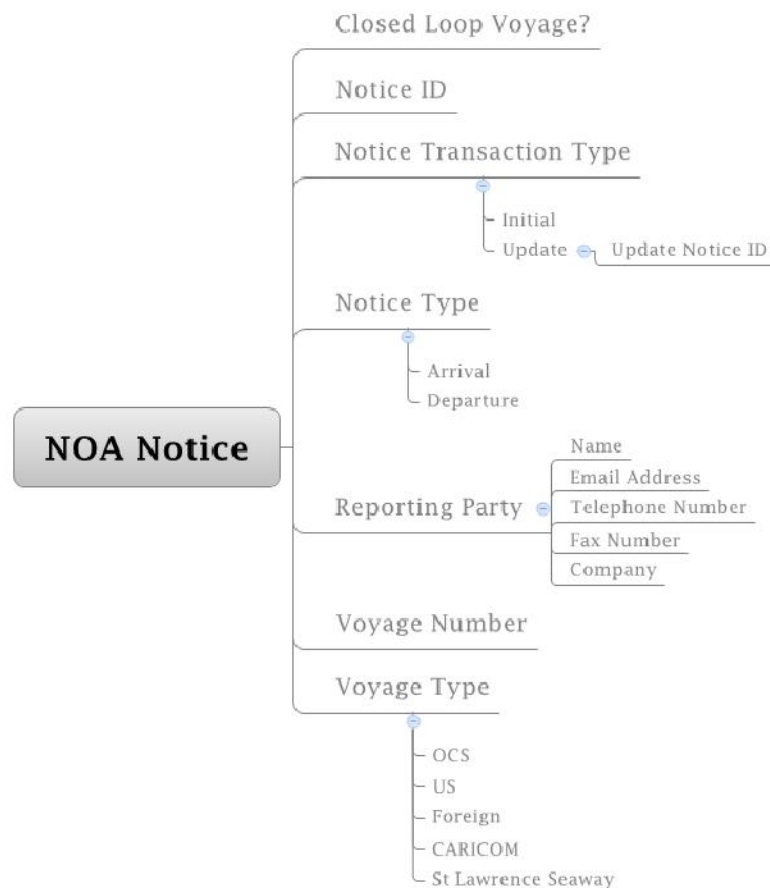 Closed Loop Voyage?
Notice ID
Notice Transaction Type
Initial
Update
Update Notice ID
Notice Type
Arrival
Departure
NOA Notice
Reporting Party
Name
Email Address
Telephone Number
Fax Number
Company
Voyage Number
Voyage Type
OCS
US
Foreign
CARICOM
St Lawrence Seaway